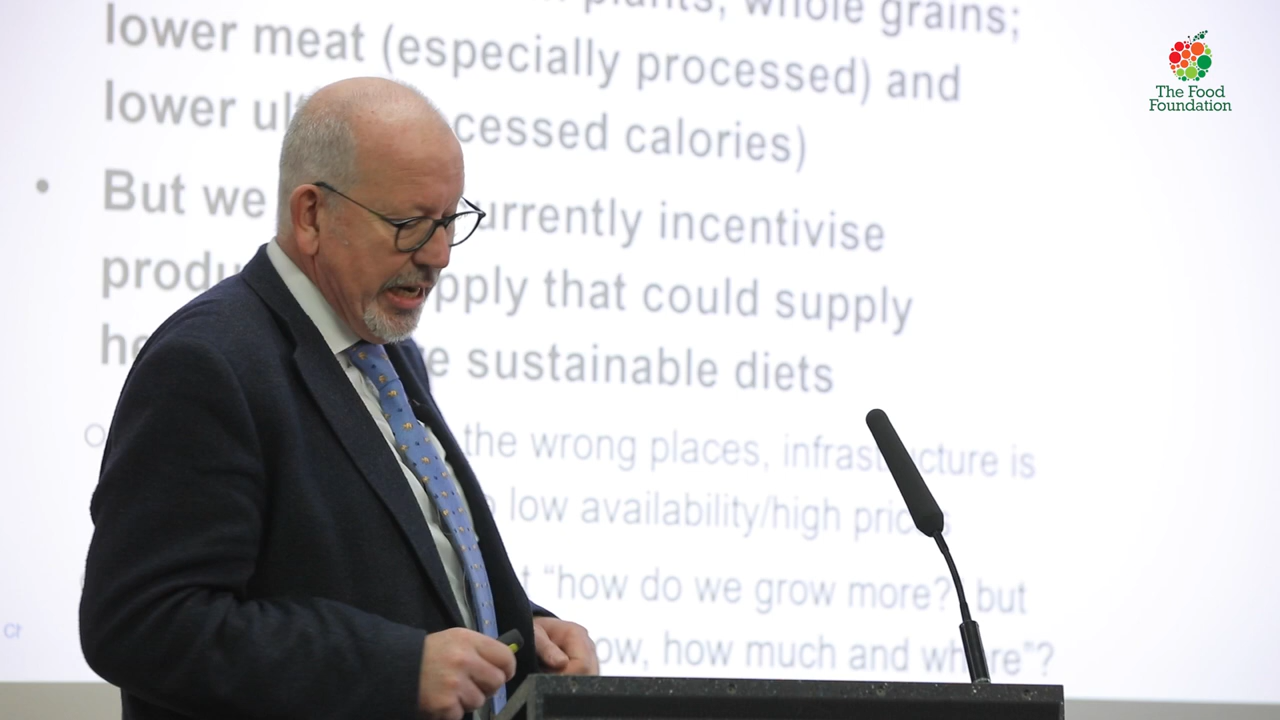 plants, whole grains;
lower meat (especially processed) and
lower ul cessed calories)
• But we urrently incentivise
produ pply that could supply
he e sustainable diets
the wrong places, infrastructure is
low availability/high prices
"how do we grow more?, but
ow, how much and where"?
The Food
Foundation